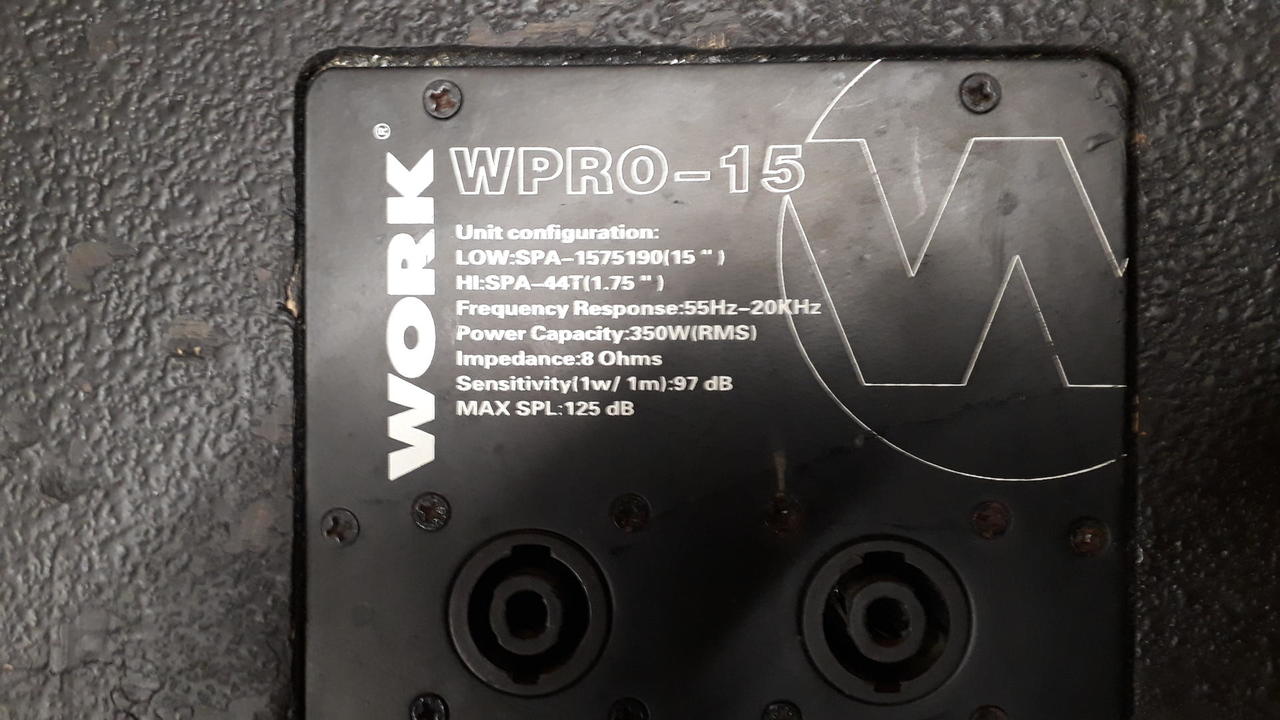 WORK®
WPRO-15
Unit configuration:
LOW:SPA-1575190(15 ")
HI:SPA-44T(1.75 ")
Frequency Response:55Hz-20KHz
Power Capacity:350W(RMS)
Impedance:8 Ohms
Sensitivity(1w/ 1m):97 dB
MAX SPL:125 dB